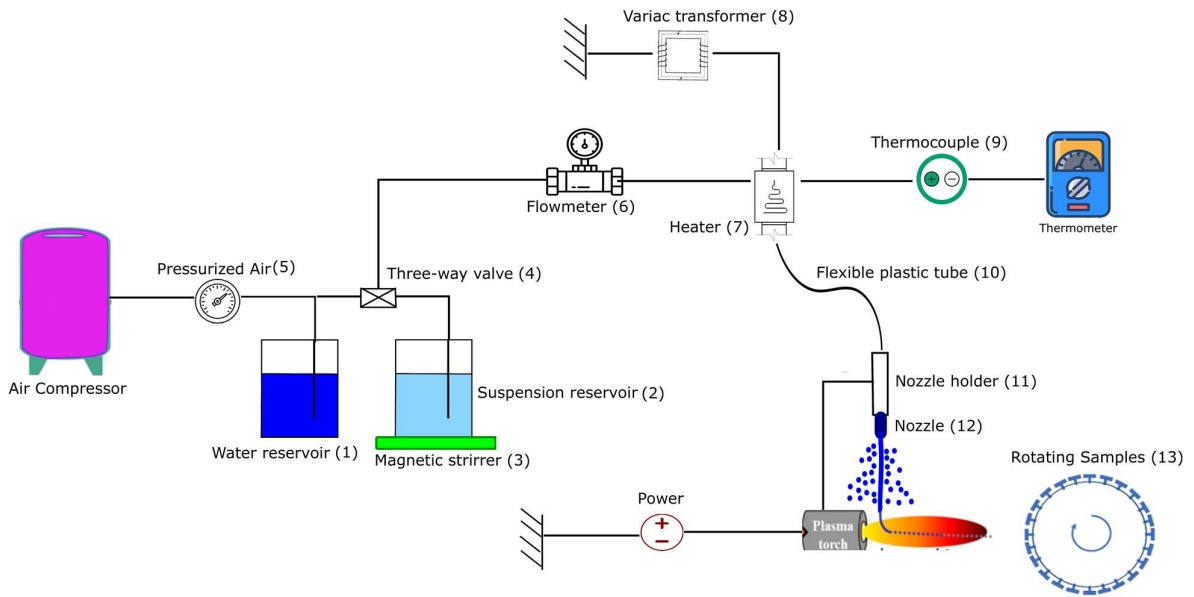 Variac transformer (8)
Thermocouple (9)
Flowmeter (6)
Heater (7)
Thermometer
Pressurized Air(5)
Three-way valve (4)
Flexible plastic tube (10)
Air Compressor
Nozzle holder (11)
Suspension reservoir (2)
Nozzle (12)
Water reservoir (1)
Magnetic strirrer (3)
Rotating Samples (13)
Power
Plasma
torch